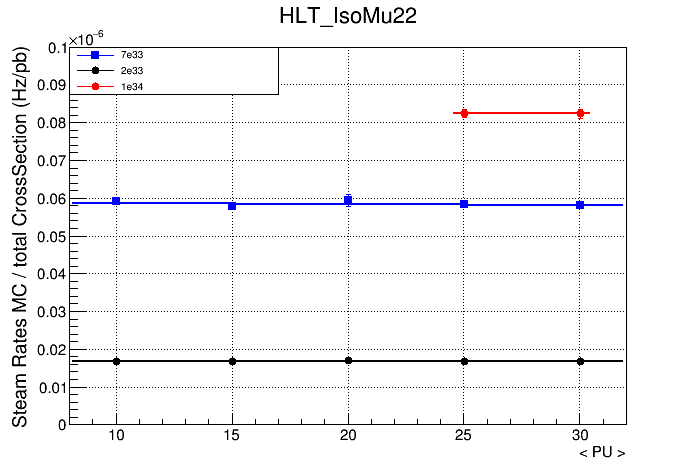 HLT_IsoMu22
×10⁻⁶
0.1
0.09
0.08
0.07
0.06
0.05
0.04
0.03
0.02
0.01
0
Steam Rates MC / total CrossSection (Hz/pb)
7e33
2e33
1e34
10 15 20 25 30
< PU >